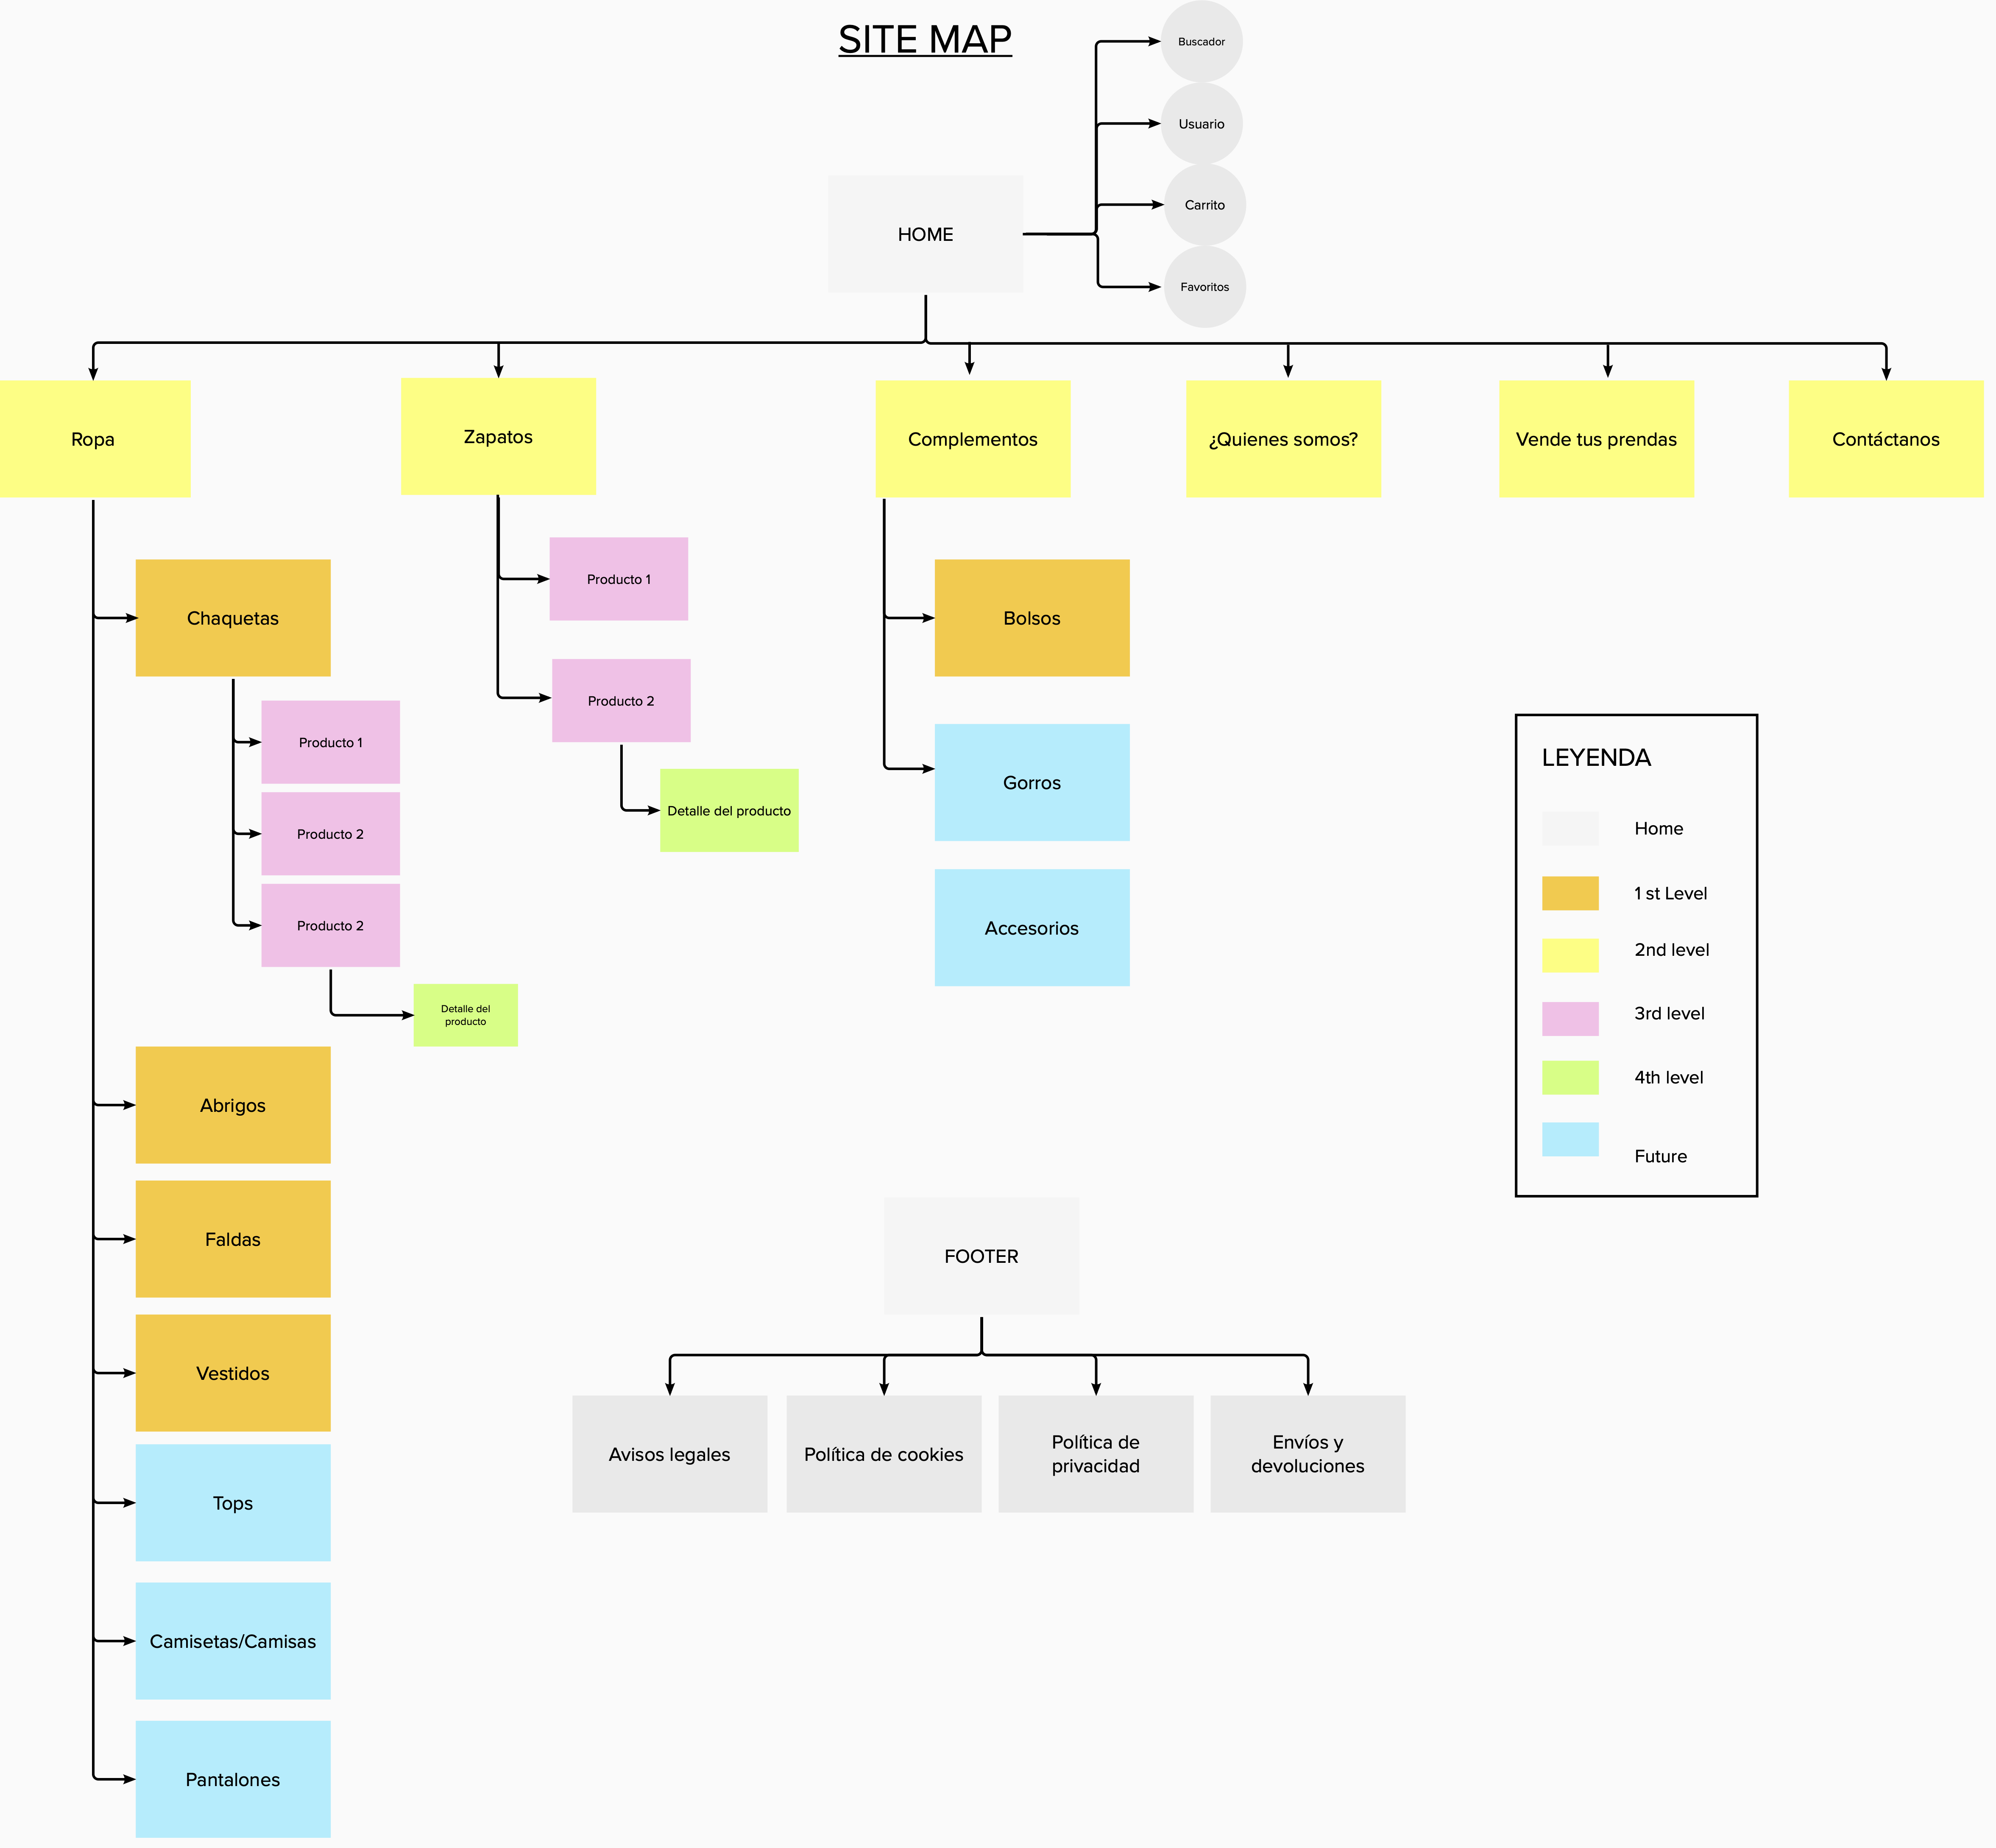 SITE MAP
Buscador
Usuario
Carrito
Favoritos
HOME
Ropa
Zapatos
Complementos
¿Quienes somos?
Vende tus prendas
Contáctanos
Chaquetas
Producto 1
Producto 2
Producto 2
Detalle del
producto
Abrigos
Faldas
Vestidos
Tops
Camisetas/Camisas
Pantalones
Producto 1
Producto 2
Detalle del producto
Bolsos
Gorros
Accesorios
LEYENDA
Home
1 st Level
2nd level
3rd level
4th level
Future
FOOTER
Avisos legales
Política de cookies
Política de
privacidad
Envíos y
devoluciones